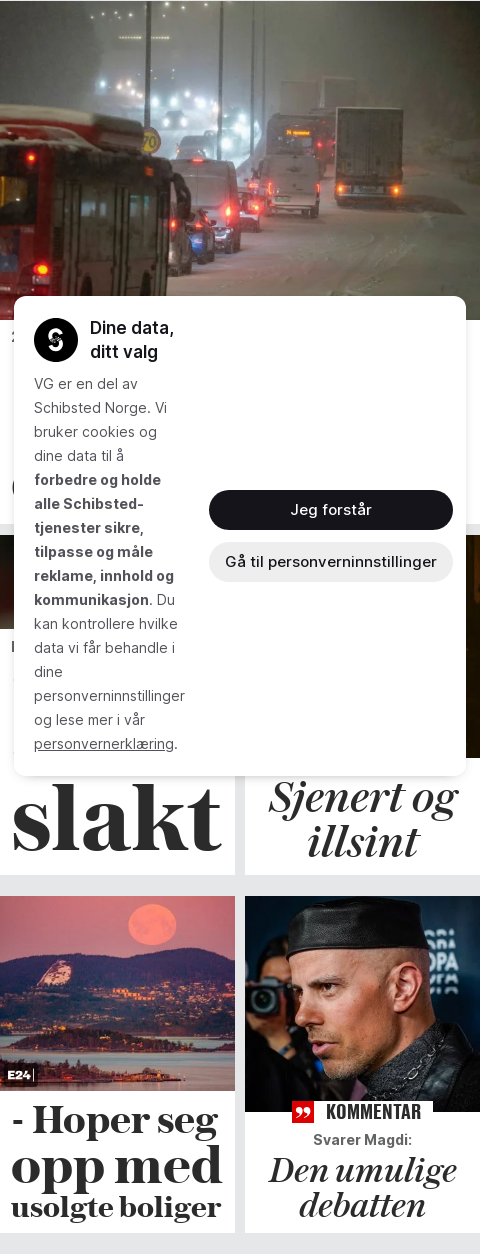 70
Dine data,
ditt valg
VG er en del av
Schibsted Norge. Vi
bruker cookies og
dine data til å
forbedre og holde
alle Schibsted-
tjenester sikre,
tilpasse og måle
reklame, innhold og
kommunikasjon. Du
kan kontrollere hvilke
data vi får behandle i
dine
personverninnstillinger
og lese mer i vår
personvernerklæring.
Jeg forstår
Gå til personverninnstillinger
slakt
Sjenert og
illsint
E24
- Hoper seg
opp med
usolgte boliger
KOMMENTAR
Svarer Magdi:
Den umulige
debatten